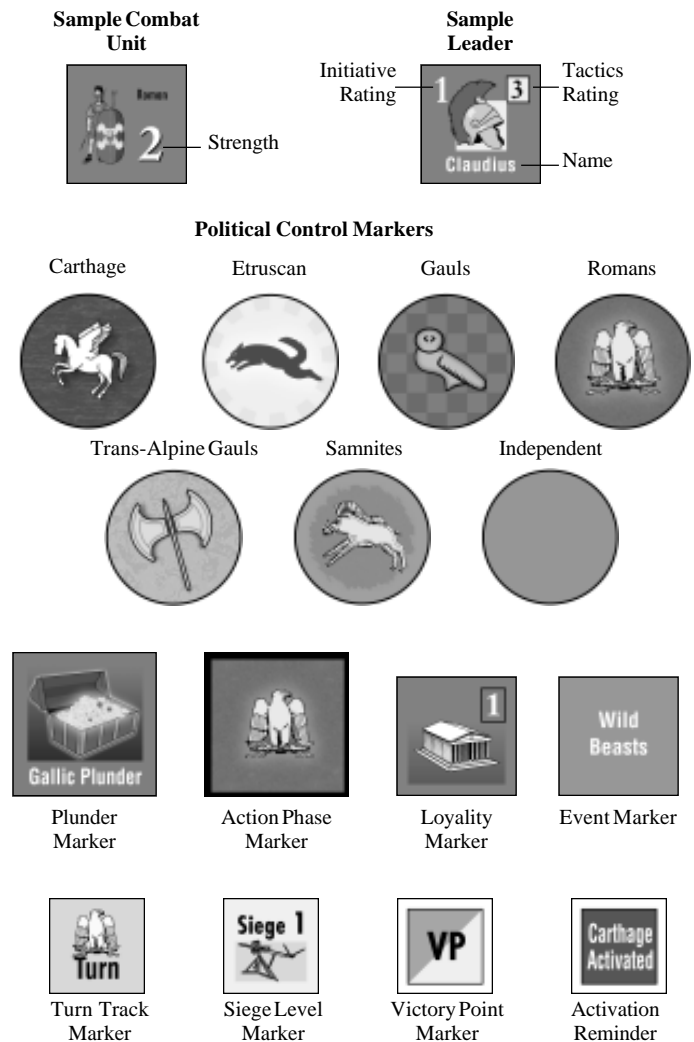 Sample Combat
Unit
Sample
Leader
Initiative
Rating
Tactics
Rating
1
3
Roman
2
Strength
Claudius
Name
Political Control Markers
Carthage
Etruscan
Gauls
Romans
Trans-Alpine Gauls
Samnites
Independent
Gallic Plunder
1
Wild
Beasts
Plunder
Marker
Action Phase
Marker
Loyality
Marker
Event Marker
Turn
Siege 1
VP
Carthage
Activated
Turn Track
Marker
Siege Level
Marker
Victory Point
Marker
Activation
Reminder